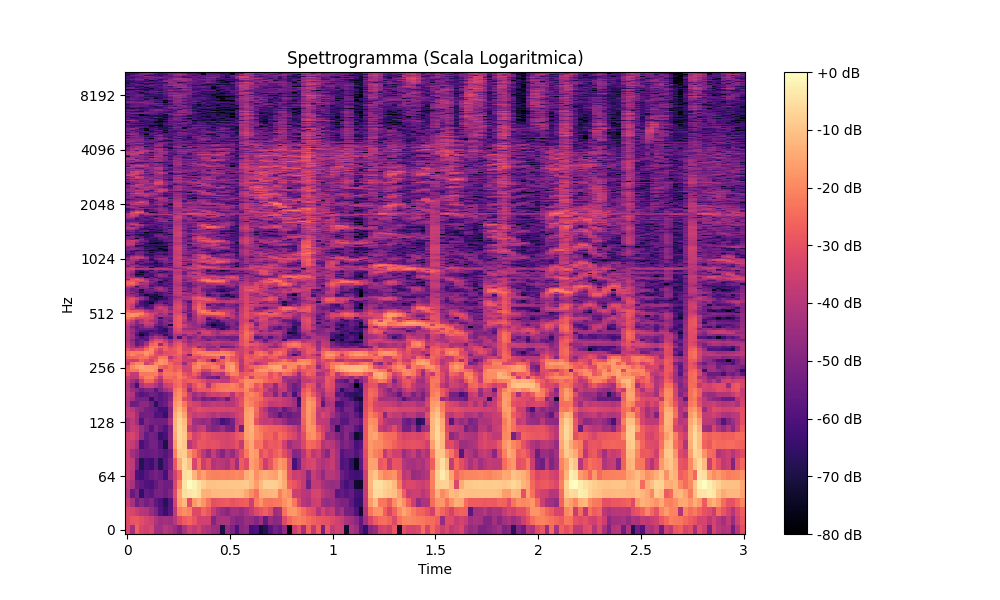 Spettrogramma (Scala Logaritmica)
8192
4096
2048
1024
512
256
128
64
0
Hz
0
0.5
1
1.5
2
2.5
3
Time
+0 dB
-10 dB
-20 dB
-30 dB
-40 dB
-50 dB
-60 dB
-70 dB
-80 dB